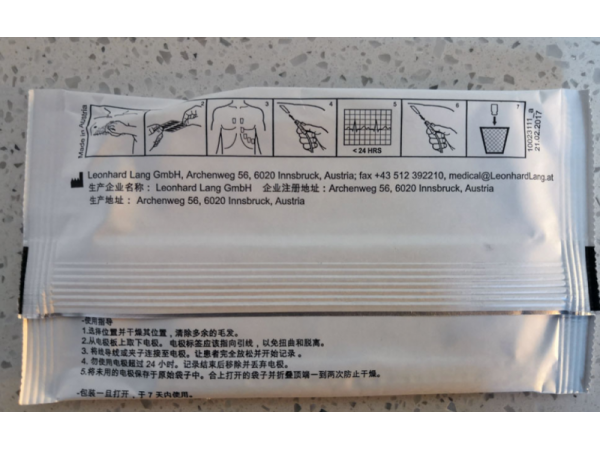 Made in Austria
3
4
5
6
7
< 24 HRS
10023111_a
21.02.2017
Leonhard Lang GmbH, Archenweg 56, 6020 Innsbruck, Austria; fax +43 512 392210, medical@LeonhardLang.at
生产企业名称： Leonhard Lang GmbH 企业注册地址：Archenweg 56, 6020 Innsbruck, Austria
生产地址： Archenweg 56, 6020 Innsbruck, Austria
-使用指导
1.选择位置并干燥其位置，清除多余的毛发。
2.从电极板上取下电极。电极标签应该指向引线，以免扭曲和脱离。
3. 将线导线或夹子连接至电极。让患者完全放松并开始记录。
4. 勿使用电极超过 24 小时。记录结束后移除并丢弃电极。
5.将未用的电极保存于原始袋子中。合上打开的袋子并折叠顶端一到两次防止干燥。
-包装一旦打开，于7天内使用。